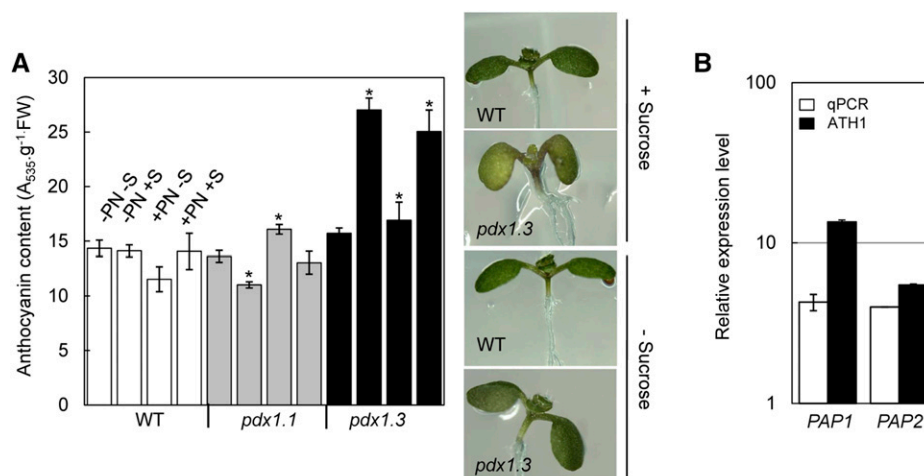 A
Anthocyanin content (A535·g-1·FW)
30
25
20
15
10
5
0
-PN -S
-PN +S
+PN -S
+PN +S
*
*
*
*
*
WT
pdx1.1
pdx1.3
WT
pdx1.3
WT
pdx1.3
+ Sucrose
- Sucrose
B
Relative expression level
100
10
1
qPCR
ATH1
PAP1
PAP2